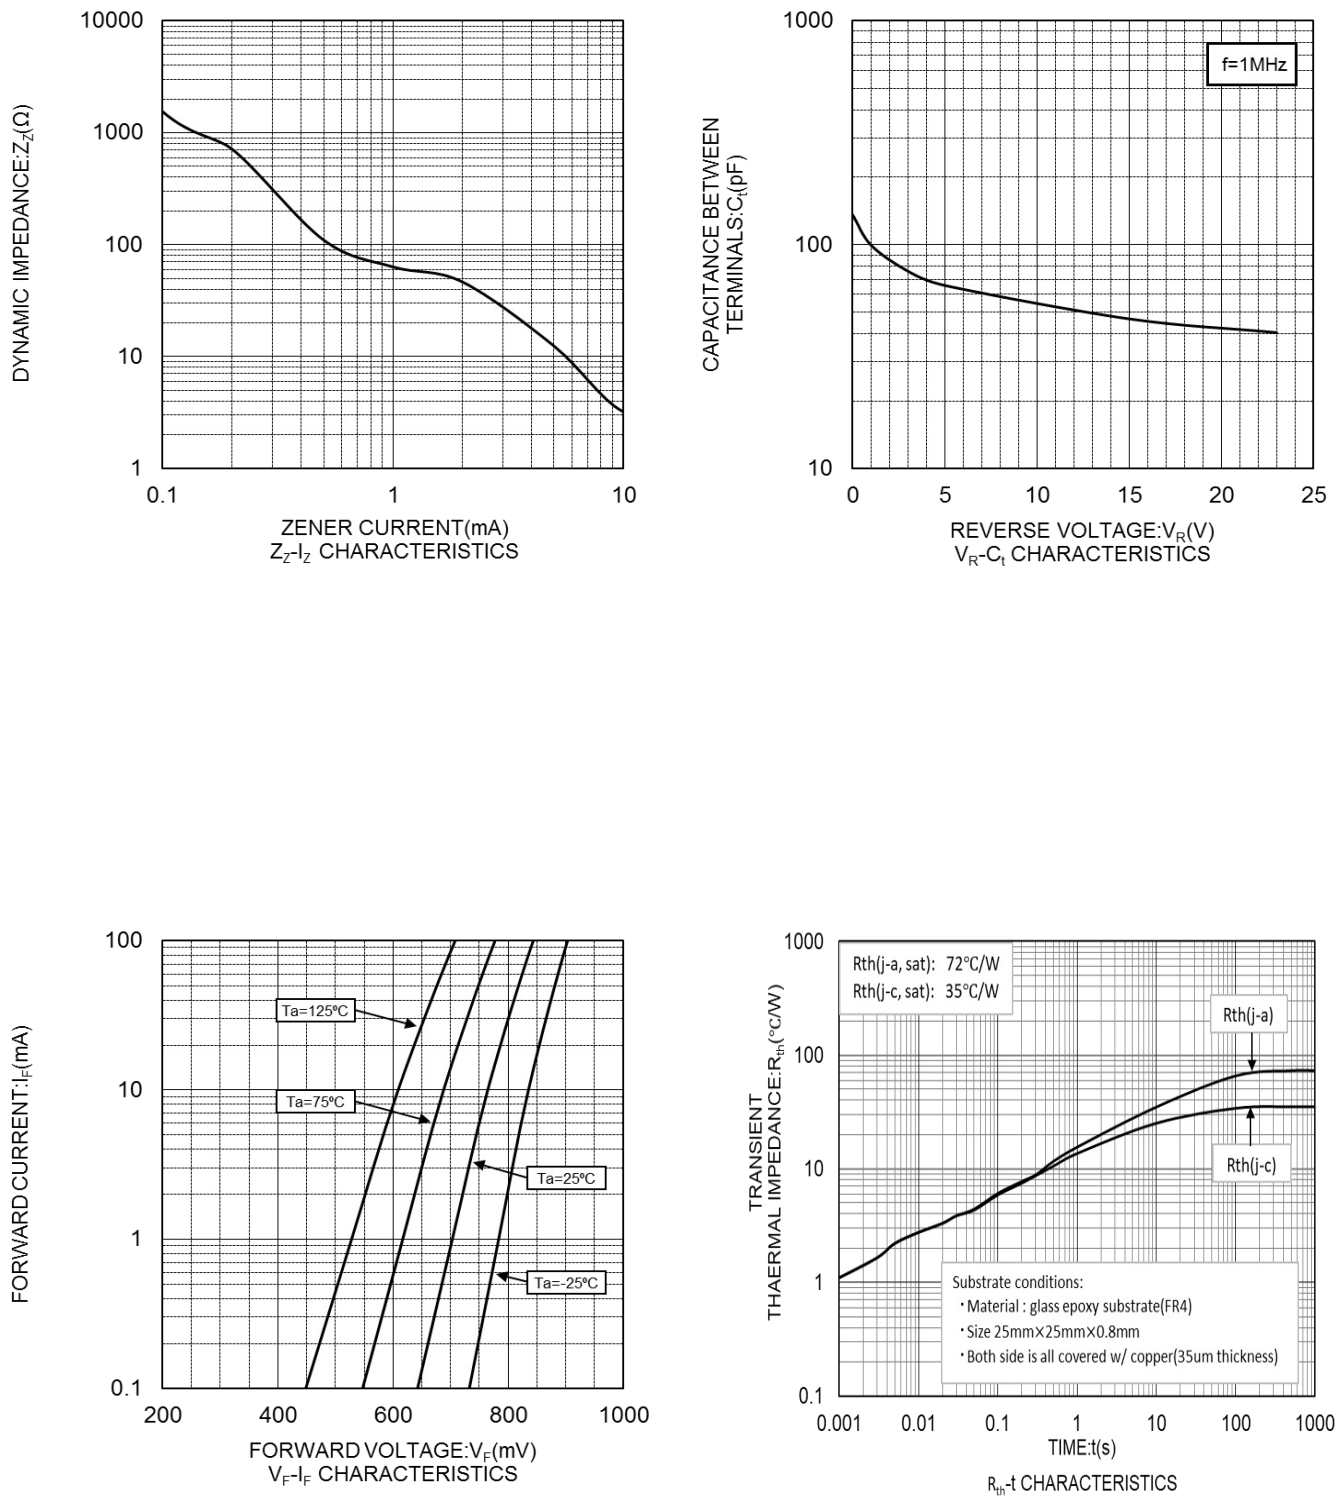 10000
1000
100
10
1
0.1
1
10
DYNAMIC IMPEDANCE:ZZ(Ω)
ZENER CURRENT(mA)
ZZ-IZ CHARACTERISTICS
1000
100
10
0
5
10
15
20
25
f=1MHz
CAPACITANCE BETWEEN
TERMINALS:Ct(pF)
REVERSE VOLTAGE:VR(V)
VR-Ct CHARACTERISTICS
100
10
1
0.1
200
400
600
800
1000
Ta=125ºC
Ta=75ºC
Ta=25ºC
Ta=-25ºC
FORWARD CURRENT:IF(mA)
FORWARD VOLTAGE:VF(mV)
VF-IF CHARACTERISTICS
1000
100
10
1
0.1
0.001
0.01
0.1
1
10
100
1000
Rth(j-a, sat): 72°C/W
Rth(j-c, sat): 35°C/W
Rth(j-a)
Rth(j-c)
Substrate conditions:
・Material : glass epoxy substrate(FR4)
・Size 25mm×25mm×0.8mm
・Both side is all covered w/ copper(35um thickness)
TRANSIENT
THAERMAL IMPEDANCE:Rth(°C/W)
TIME:t(s)
Rth-t CHARACTERISTICS